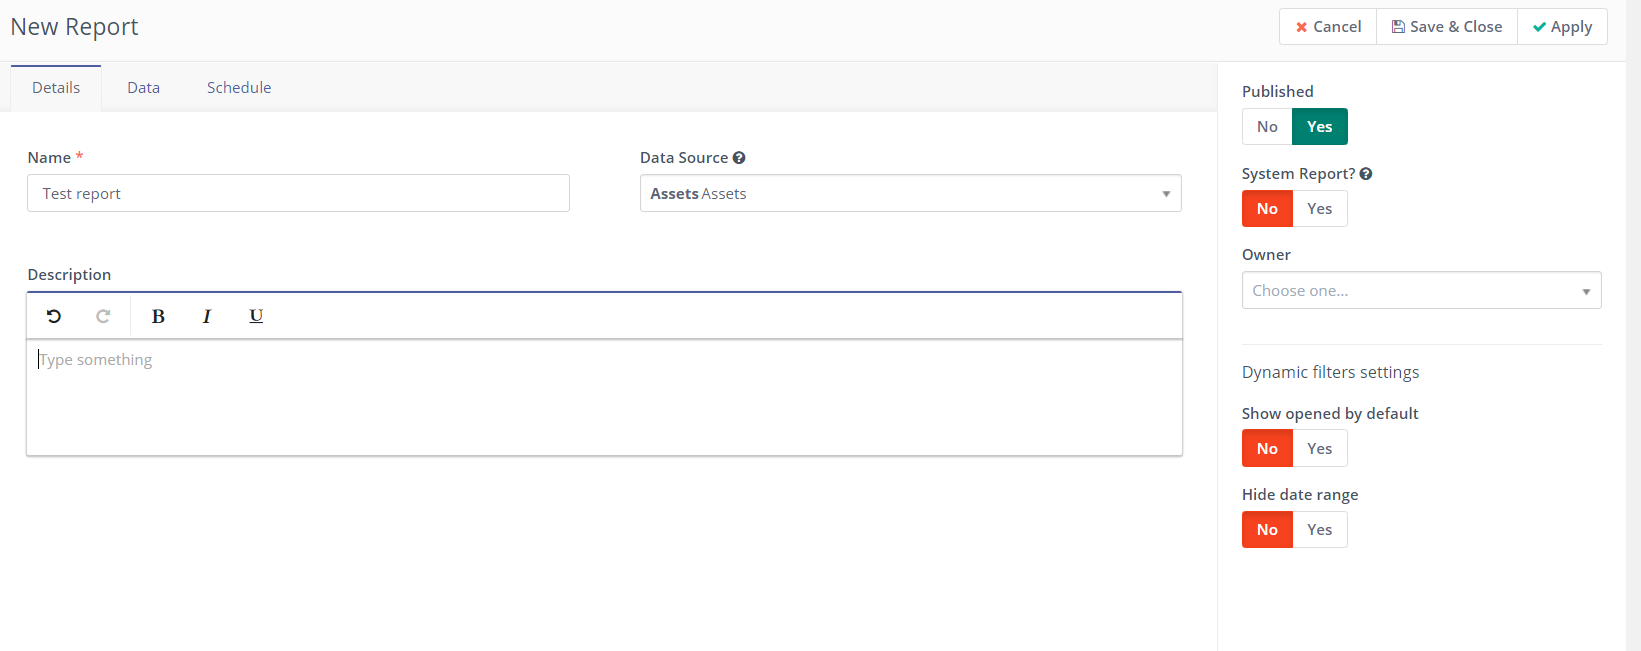 New Report
Cancel Save & Close Apply
Details Data Schedule
Name *
Test report
Data Source
Assets Assets
Description
B I U
Type something
Published
No Yes
System Report?
No Yes
Owner
Choose one...
Dynamic filters settings
Show opened by default
No Yes
Hide date range
No Yes